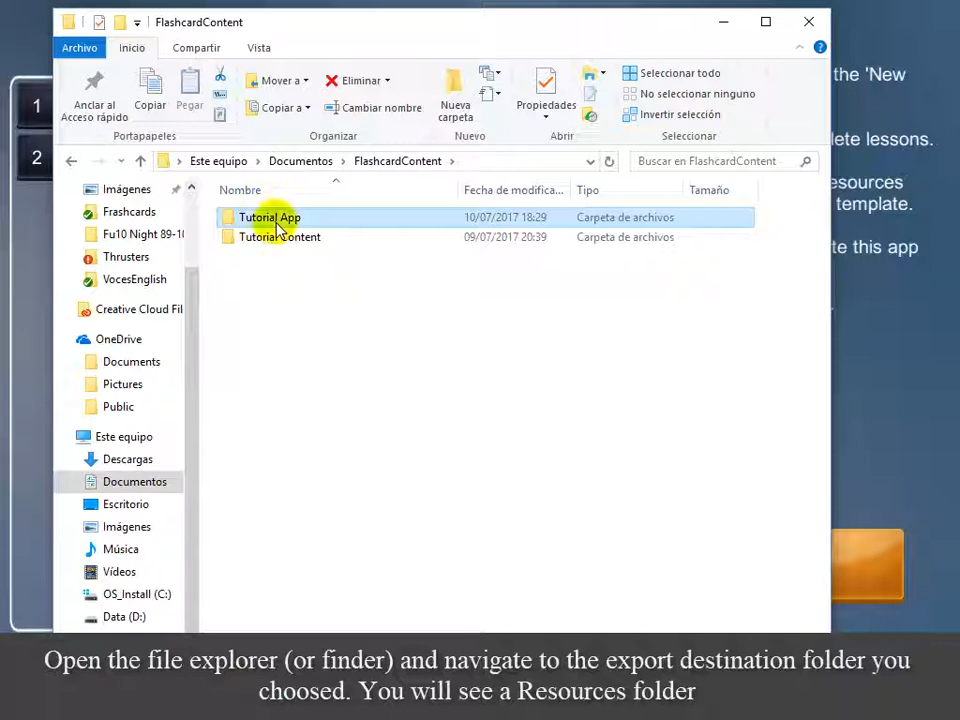 FlashcardContent
Archivo Inicio Compartir Vista
Anclar al Acceso rápido
Copiar
Pegar
Mover a
Copiar a
Eliminar
Cambiar nombre
Nueva carpeta
Propiedades
Seleccionar todo
No seleccionar ninguno
Invertir selección
Portapapeles Organizar Nuevo Abrir Seleccionar
Este equipo > Documentos > FlashcardContent >
Buscar en FlashcardContent
Nombre Fecha de modifica... Tipo Tamaño
Tutorial App 10/07/2017 18:29 Carpeta de archivos
Tutorial Content 09/07/2017 20:39 Carpeta de archivos
Imágenes
Frashcards
Fu10 Night 89-10
Thrusters
VocesEnglish
Creative Cloud Fil
OneDrive
Documents
Pictures
Public
Este equipo
Descargas
Documentos
Escritorio
Imágenes
Música
Vídeos
OS_Install (C:)
Data (D:)
1
2
the 'New
lete lessons.
esources
template.
te this app
Open the file explorer (or finder) and navigate to the export destination folder you
choosed. You will see a Resources folder